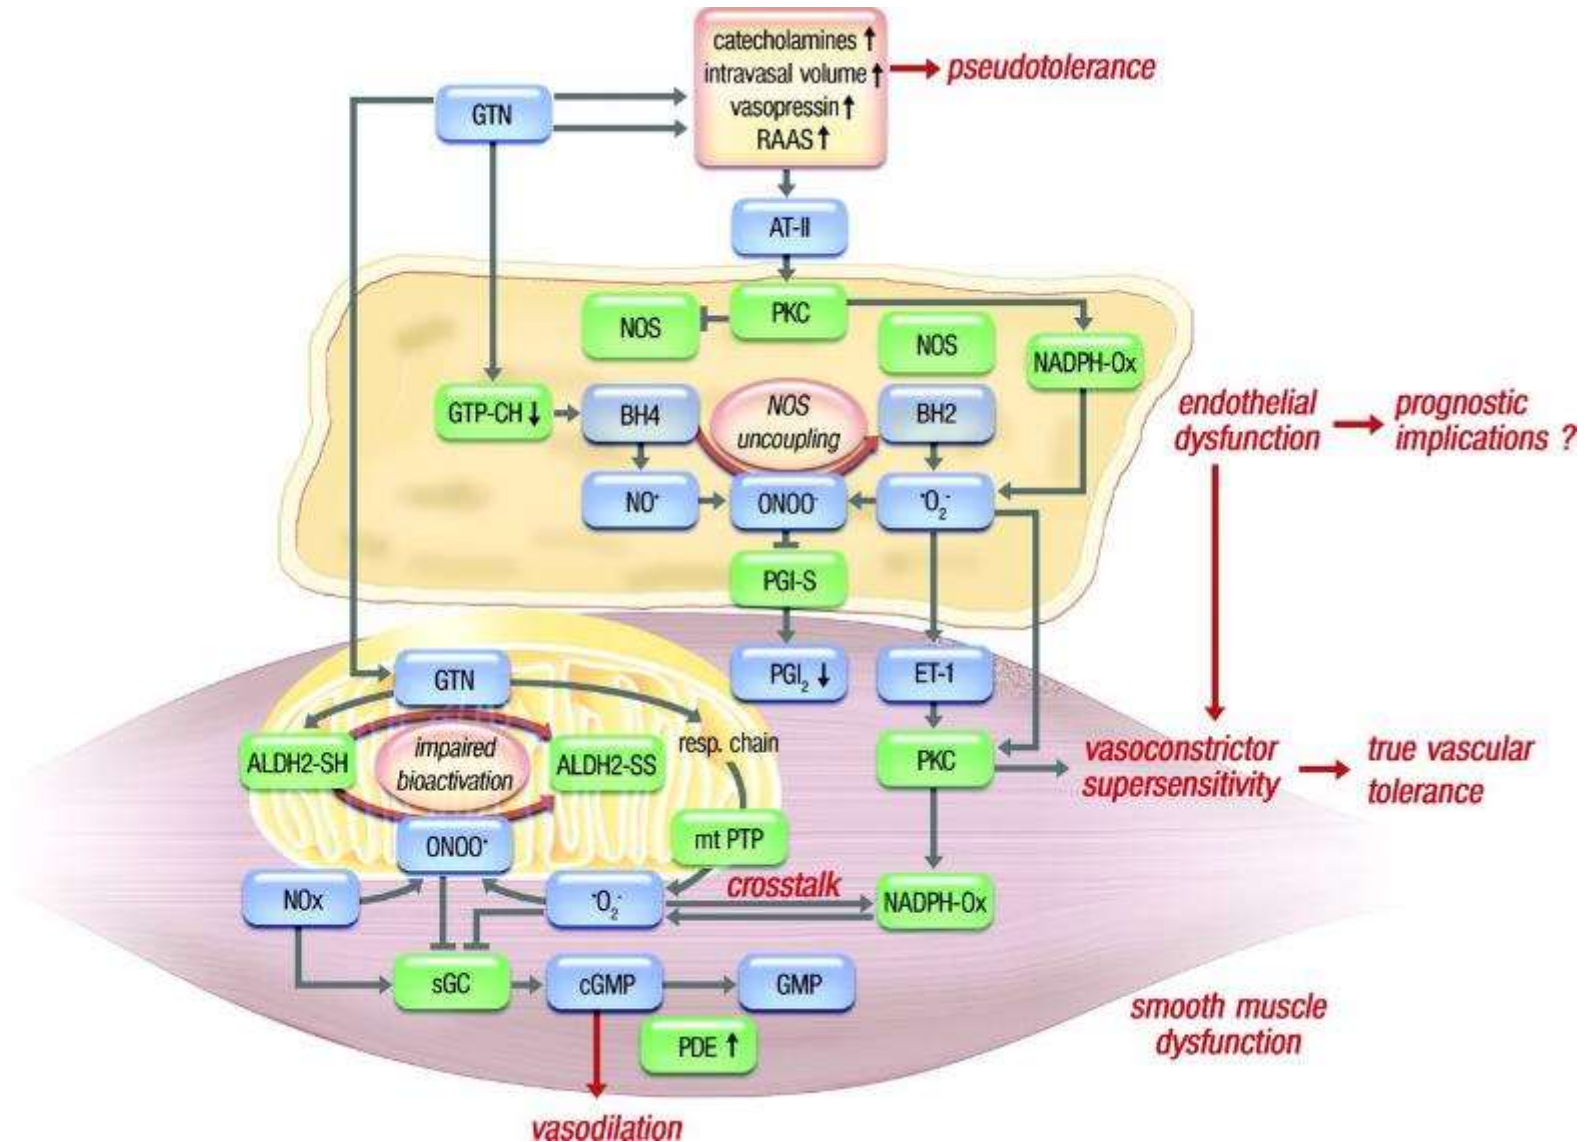 catecholamines ↑
intravasal volume ↑
vasopressin ↑
RAAS ↑
pseudotolerance
GTN
AT-II
NOS
PKC
NOS
NADPH-Ox
GTP-CH ↓
BH4
NOS
uncoupling
BH2
endothelial
dysfunction
prognostic
implications ?
NO•
ONOO-
•O2-
PGI-S
GTN
PGI2 ↓
ET-1
ALDH2-SH
impaired
bioactivation
ALDH2-SS
resp. chain
PKC
vasoconstrictor
supersensitivity
true vascular
tolerance
ONOO•
mt PTP
NOx
•O2-
crosstalk
NADPH-Ox
sGC
cGMP
GMP
PDE ↑
smooth muscle
dysfunction
vasodilation